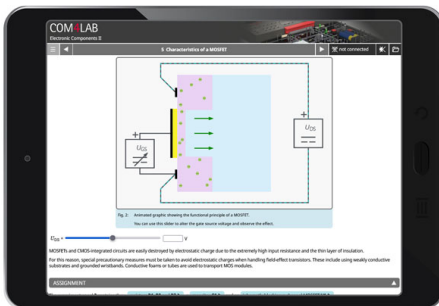 COM4LAB
Electronic Components II
5 Characteristics of a MOSFET
not connected
+
UGS
+
UDS
Fig. 2: Animated graphic showing the functional principle of a MOSFET.
You can use this slider to alter the gate source voltage and observe the effect.
UGS =
V
MOSFETs and CMOS-integrated circuits are easily destroyed by electrostatic charge due to the extremely high input resistance and the thin layer of insulation.
For this reason, special precautionary measures must be taken to avoid electrostatic charges when handling field-effect transistors. These include using weakly conductive
substrates and grounded wristbands. Conductive foams or tubes are used to transport MOS modules.
ASSIGNMENT